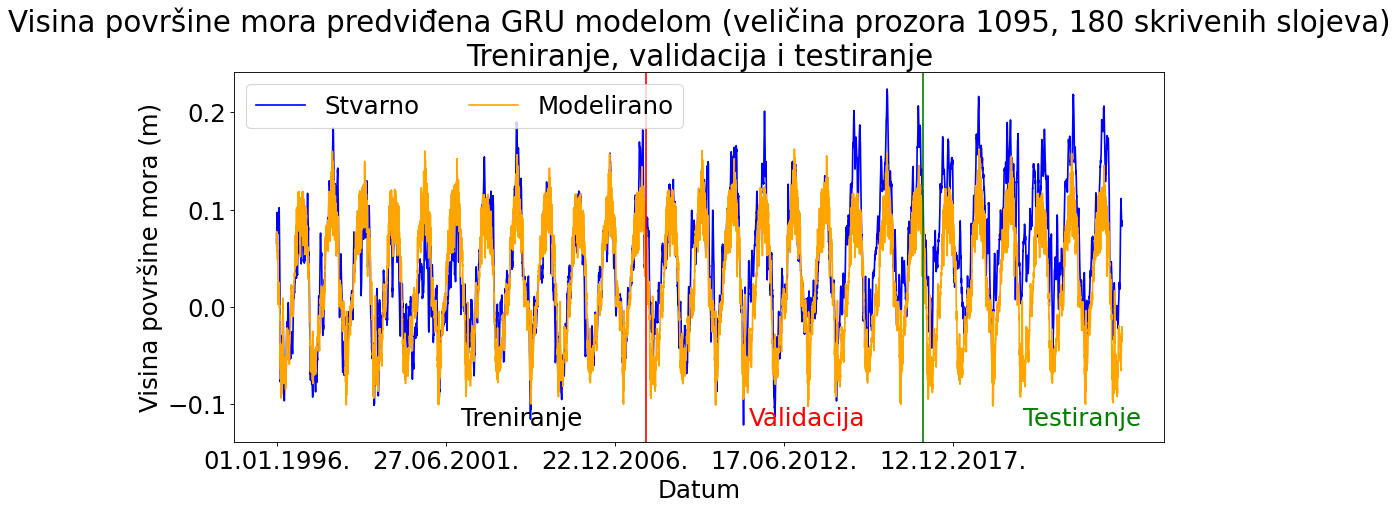 Visina površine mora predviđena GRU modelom (veličina prozora 1095, 180 skrivenih slojeva)
Treniranje, validacija i testiranje
Stvarno
Modelirano
Visina površine mora (m)
0.2
0.1
0.0
−0.1
Treniranje
Validacija
Testiranje
01.01.1996.
27.06.2001.
22.12.2006.
17.06.2012.
12.12.2017.
Datum